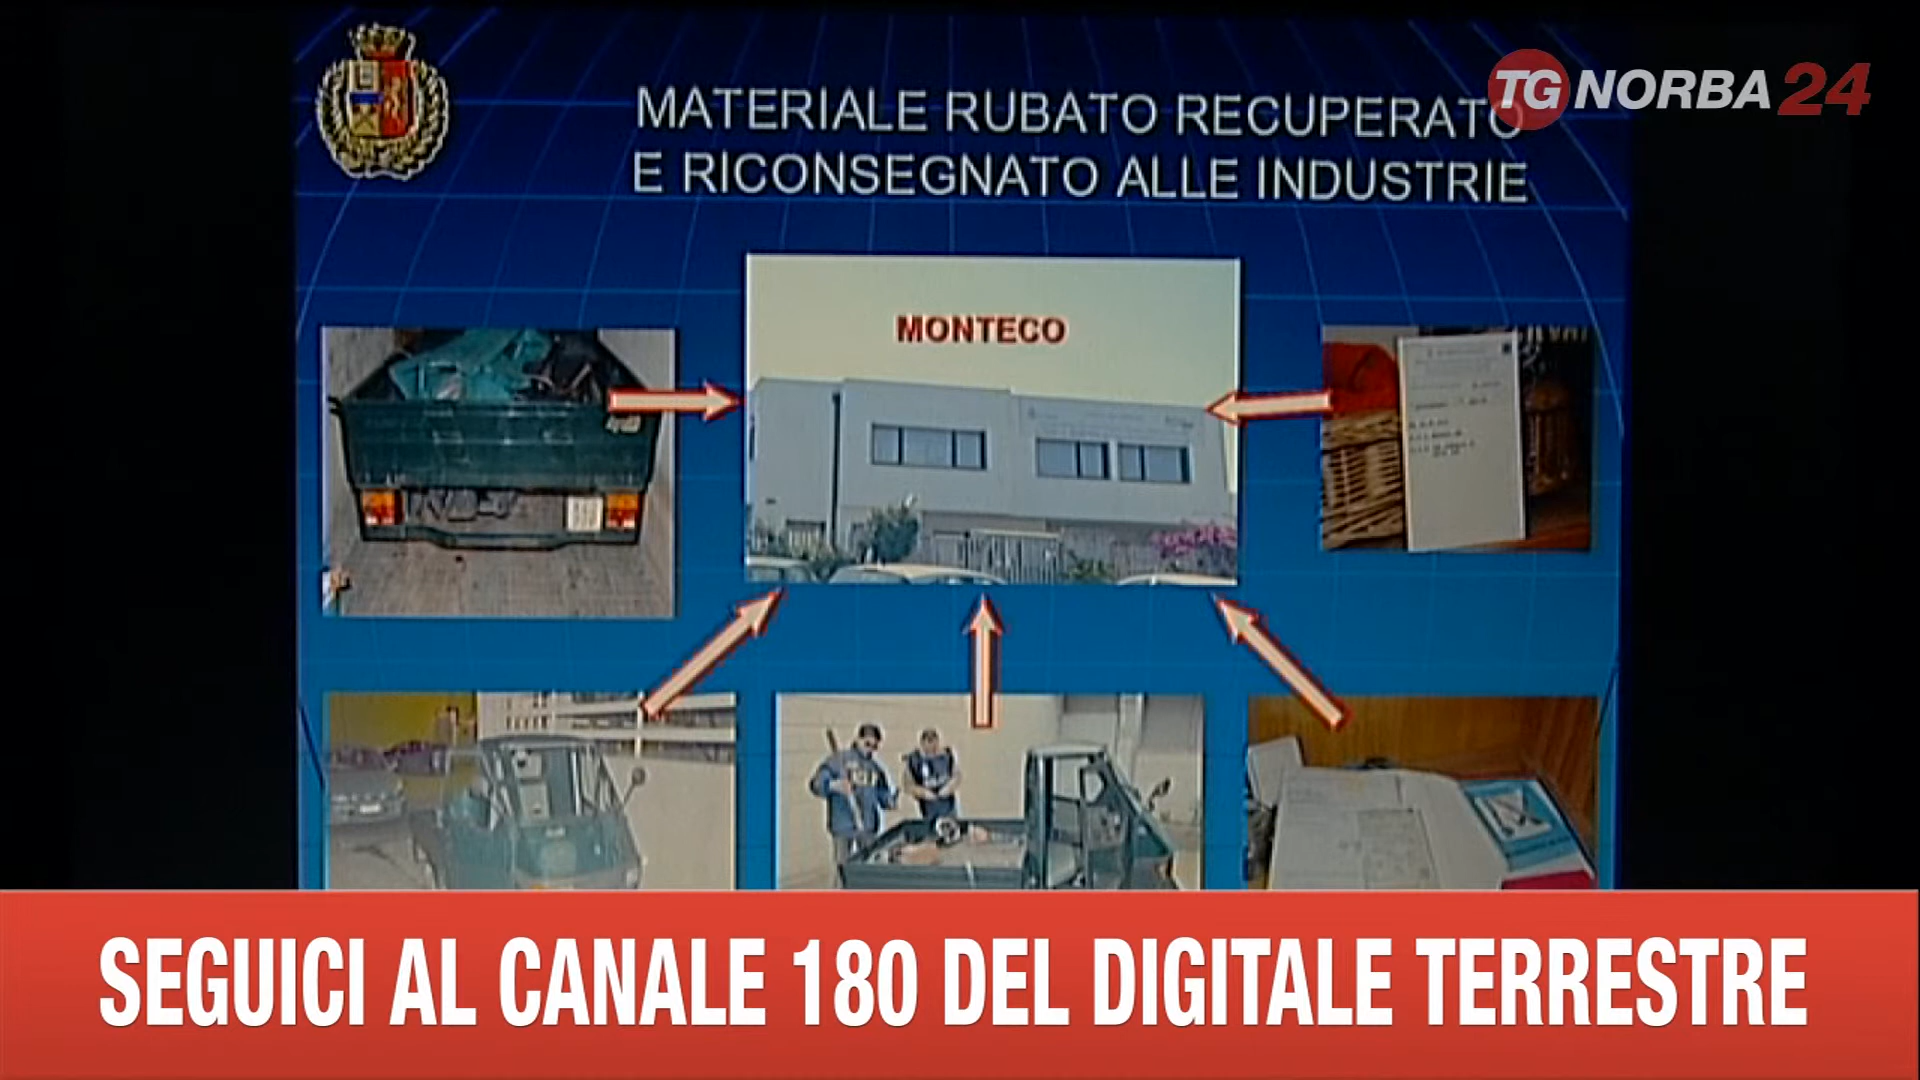 MATERIALE RUBATO RECUPERATO
E RICONSEGNATO ALLE INDUSTRIE
TG NORBA 24
MONTECO
SEGUICI AL CANALE 180 DEL DIGITALE TERRESTRE